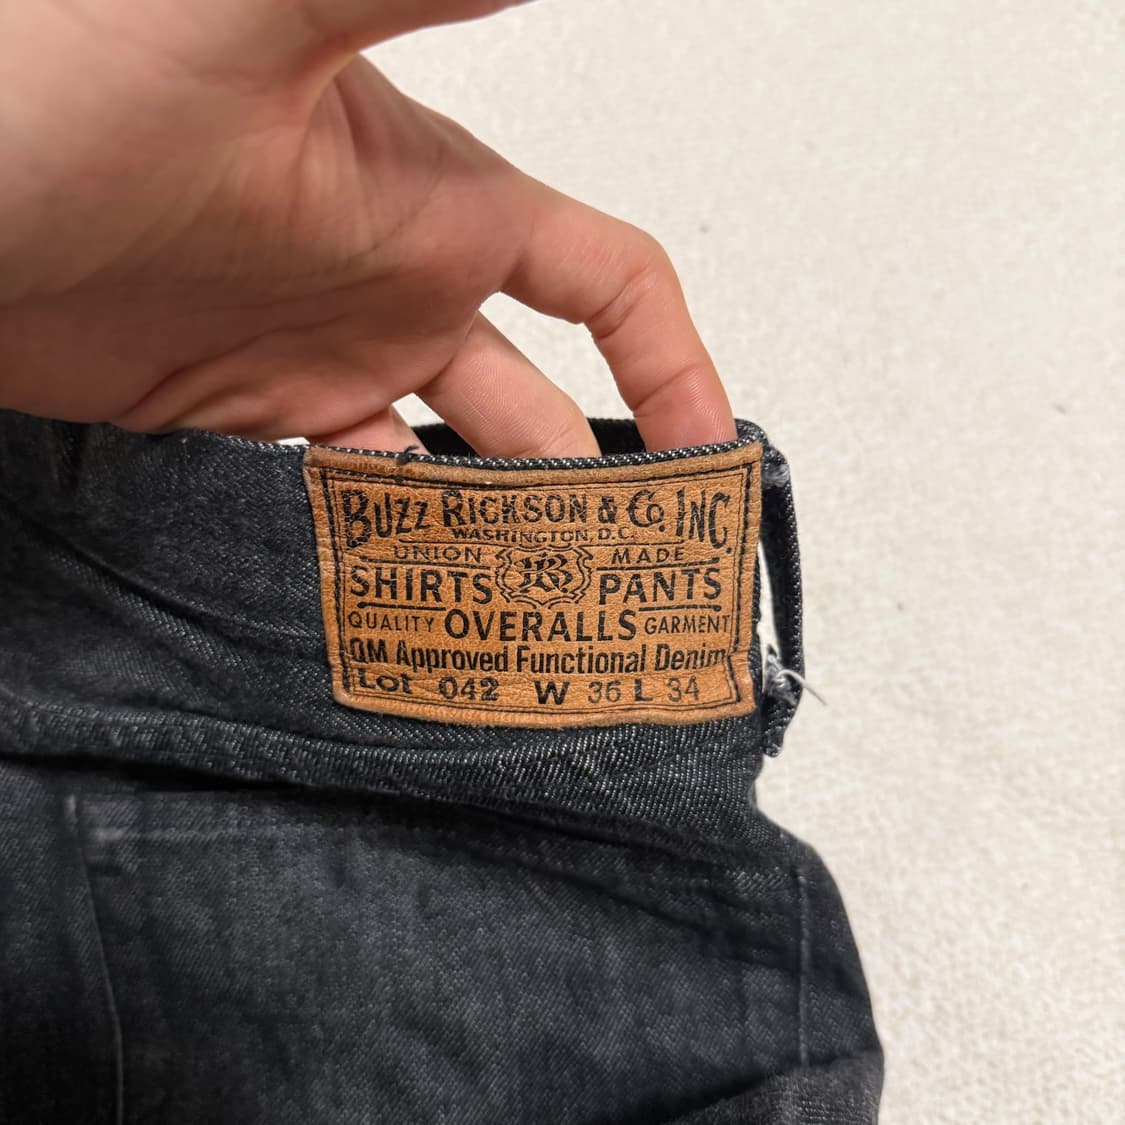 BUZZ RICKSON & Co. INC.
WASHINGTON, D.C.
UNION MADE
BR
SHIRTS PANTS
QUALITY OVERALLS GARMENT
QM Approved Functional Denim
Lot 042 W 36 L 34